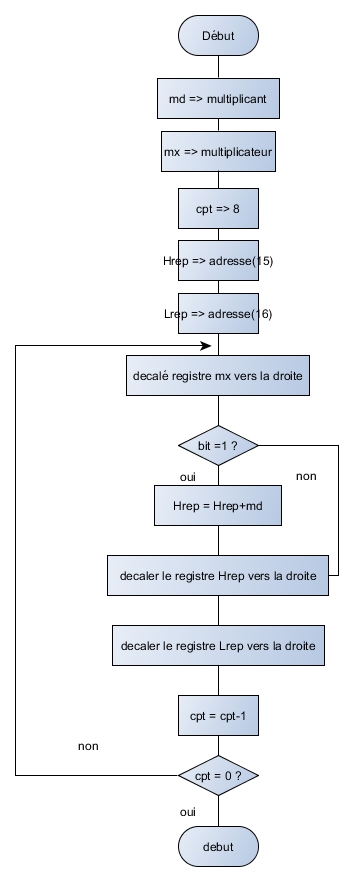 Début
md => multiplicant
mx => multiplicateur
cpt => 8
Hrep => adresse(15)
Lrep => adresse(16)
decalé registre mx vers la droite
bit =1 ?
oui
non
Hrep = Hrep+md
decaler le registre Hrep vers la droite
decaler le registre Lrep vers la droite
cpt = cpt-1
non
cpt = 0 ?
oui
debut